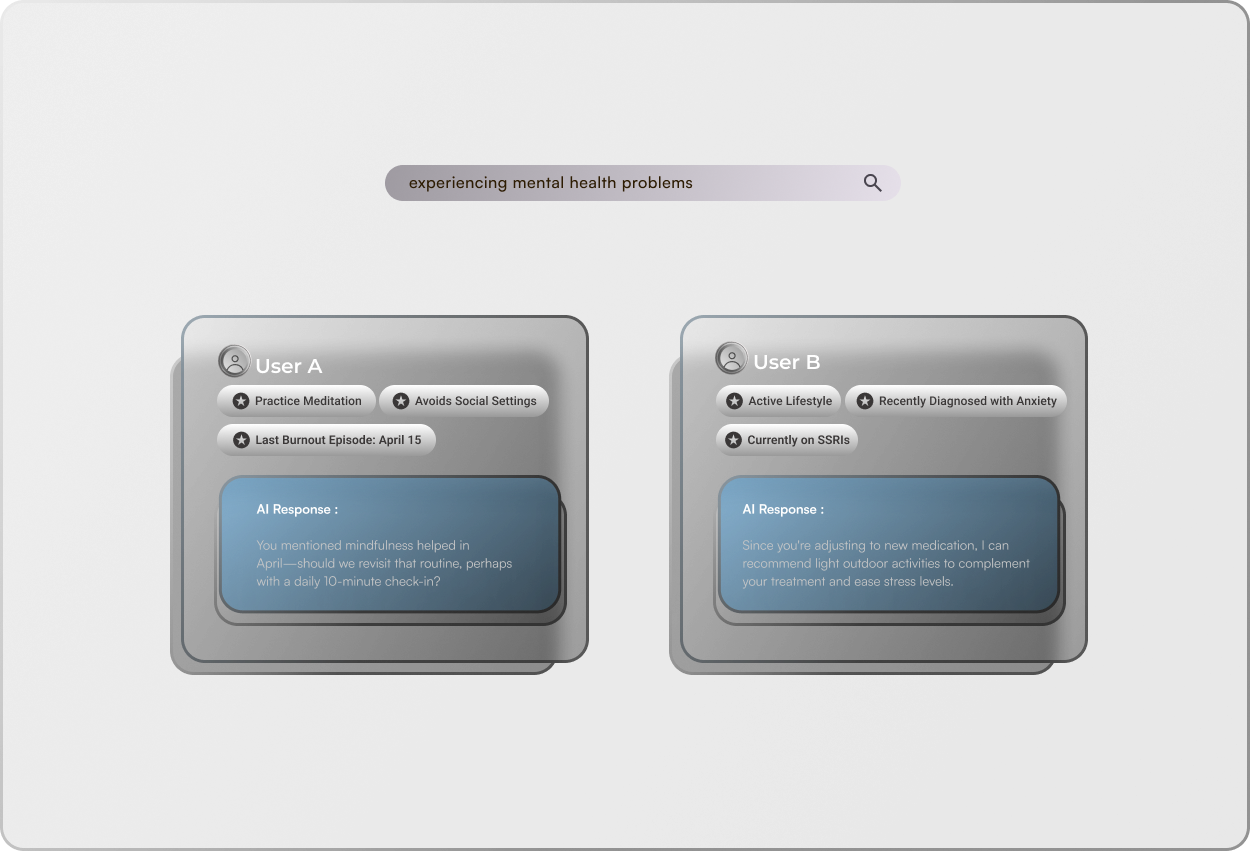 experiencing mental health problems
User A
Practice Meditation
Avoids Social Settings
Last Burnout Episode: April 15
AI Response :
You mentioned mindfulness helped in
April—should we revisit that routine, perhaps
with a daily 10-minute check-in?
User B
Active Lifestyle
Recently Diagnosed with Anxiety
Currently on SSRIs
AI Response :
Since you're adjusting to new medication, I can
recommend light outdoor activities to complement
your treatment and ease stress levels.